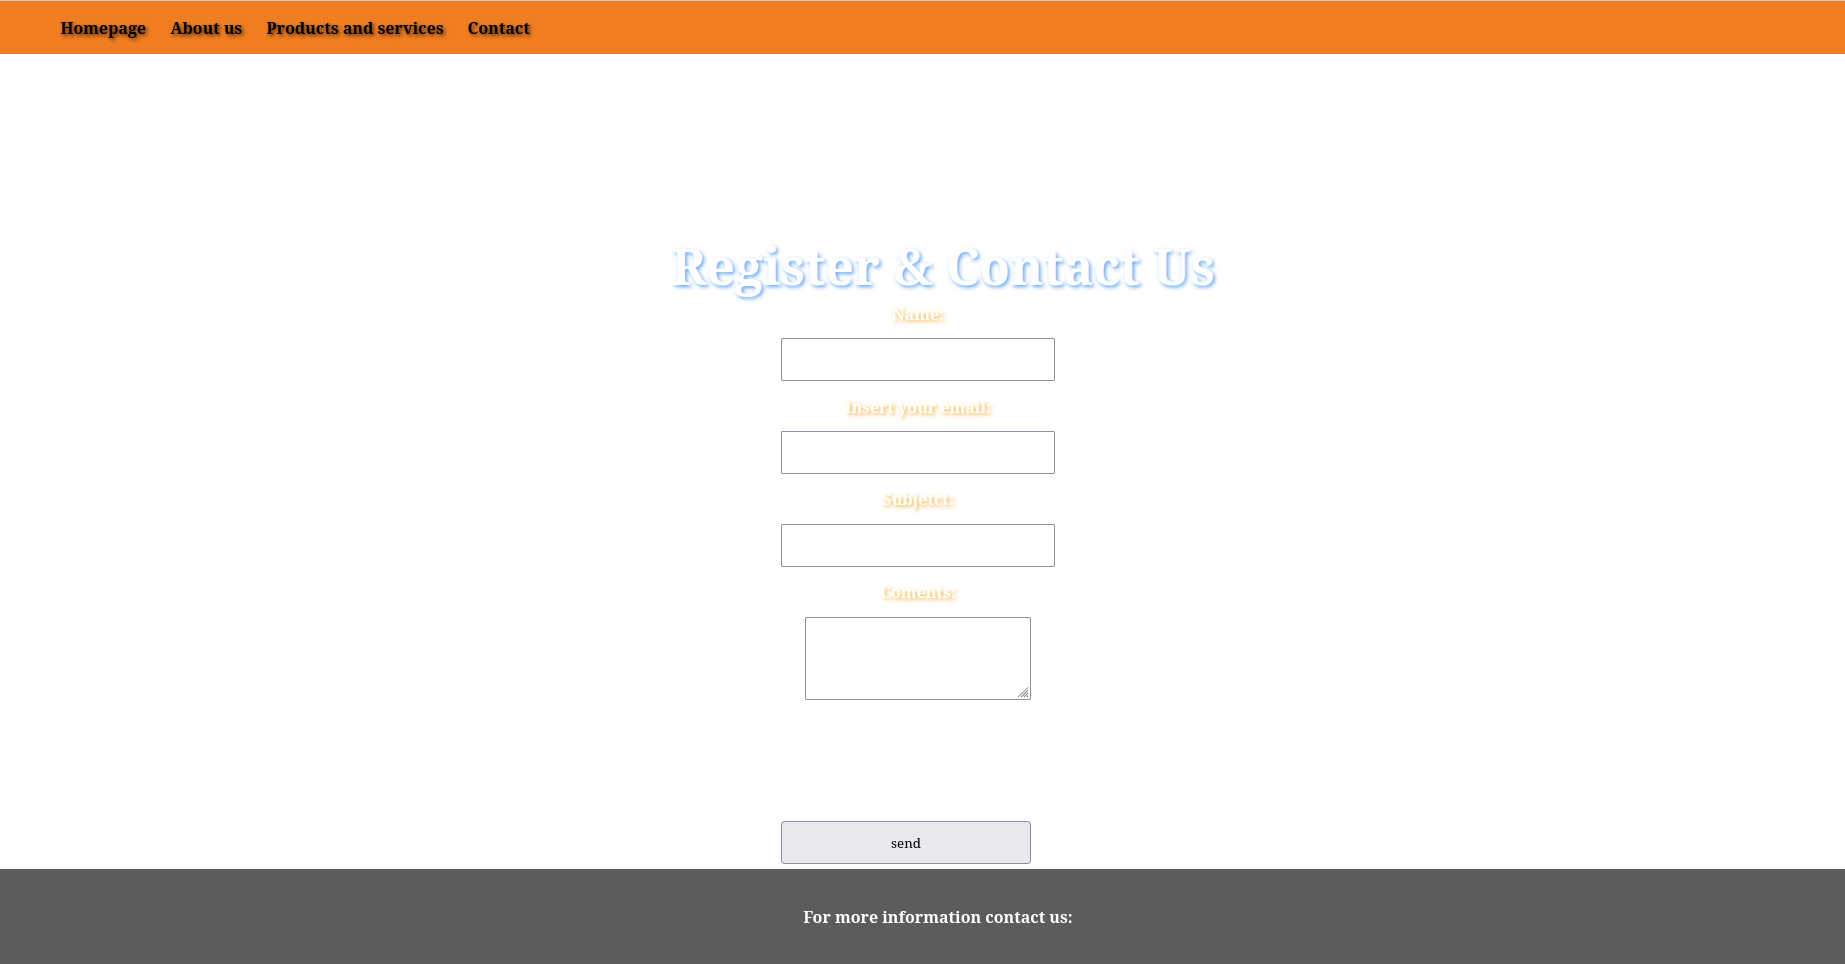 Homepage About us Products and services Contact
Register & Contact Us
Name:
Insert your email:
Subjetct:
Coments:
send
For more information contact us: